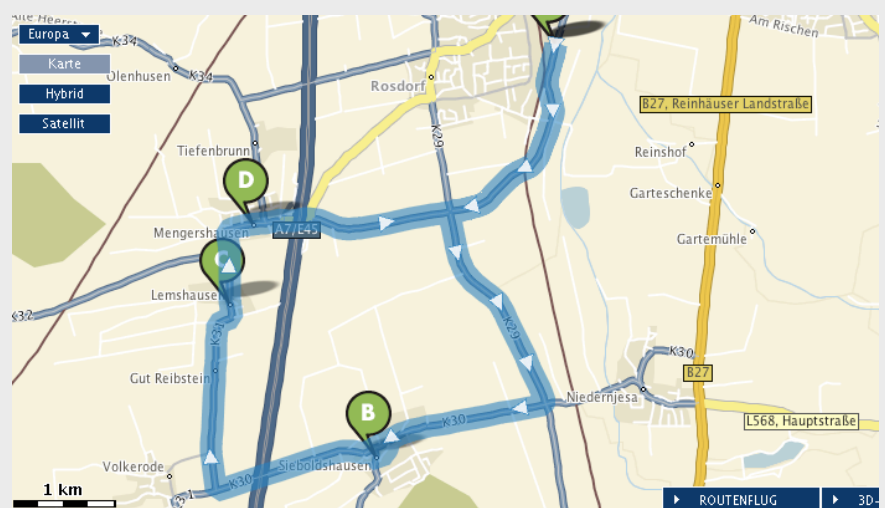 Alte Heerst
Europa
K34
Karte
Olenhusen
K34
Am Rischen
Rosdorf
Hybrid
B27, Reinhäuser Landstraße
Satellit
K29
Tiefenbrunn
Reinshof
D
Garteschenke
Mengershausen
A7/E45
Gartemühle
C
Lemshausen
K32
K31
K29
Gut Reibstein
K30
B27
Niedernjesa
B
K30
L568, Hauptstraße
Volkerode
Sieboldshausen
K30
1 km
ROUTENFLUG
3D-